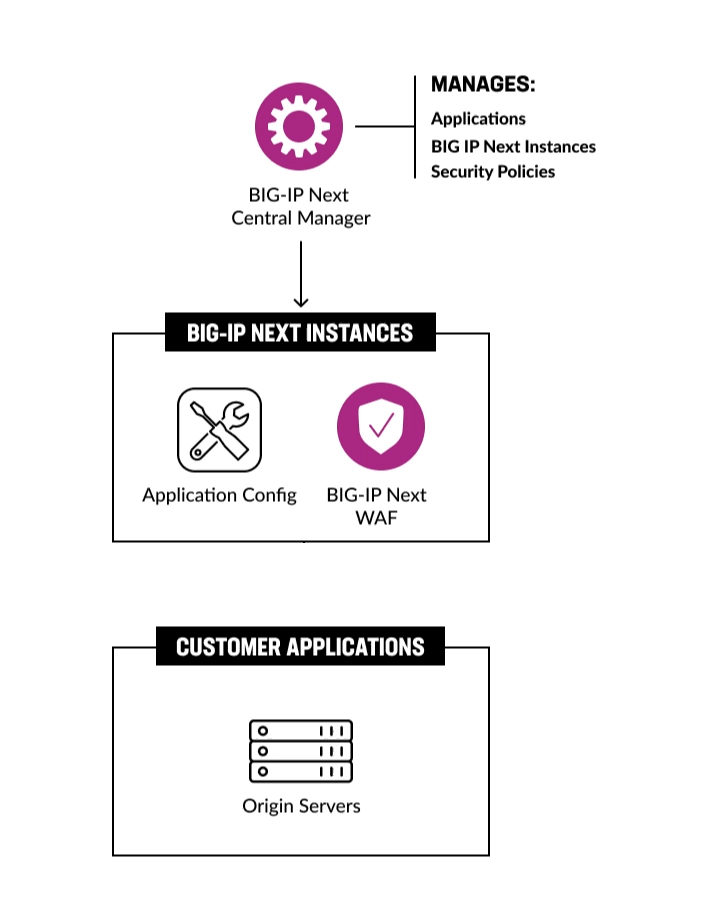 MANAGES:
Applications
BIG IP Next Instances
Security Policies
BIG-IP Next
Central Manager
BIG-IP NEXT INSTANCES
Application Config
BIG-IP Next
WAF
CUSTOMER APPLICATIONS
Origin Servers